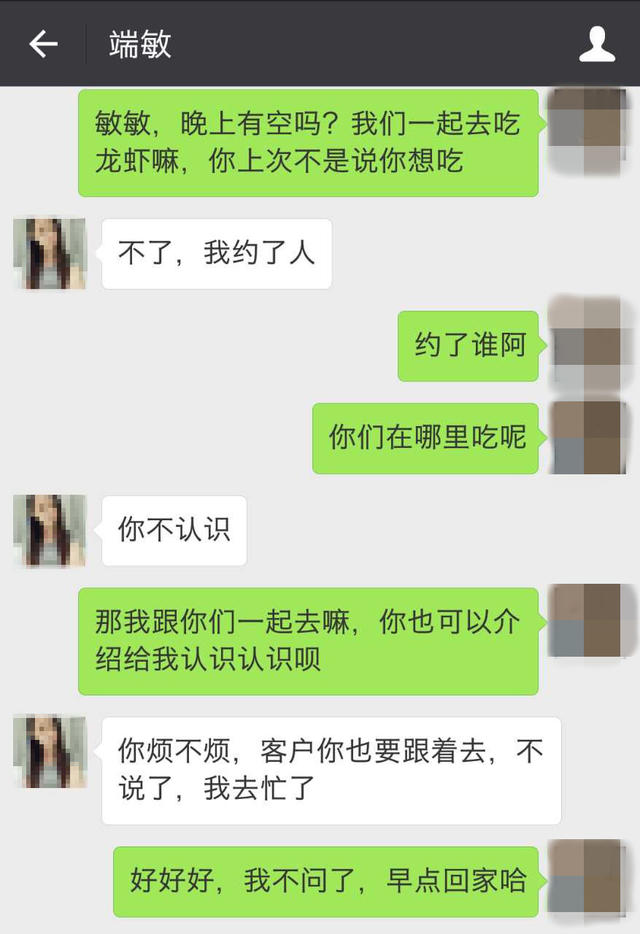 端敏
敏敏，晚上有空吗？我们一起去吃
龙虾嘛，你上次不是说你想吃
不了，我约了人
约了谁阿
你们在哪里吃呢
你不认识
那我跟你们一起去嘛，你也可以介
绍给我认识认识呗
你烦不烦，客户你也要跟着去，不
说了，我去忙了
好好好，我不问了，早点回家哈